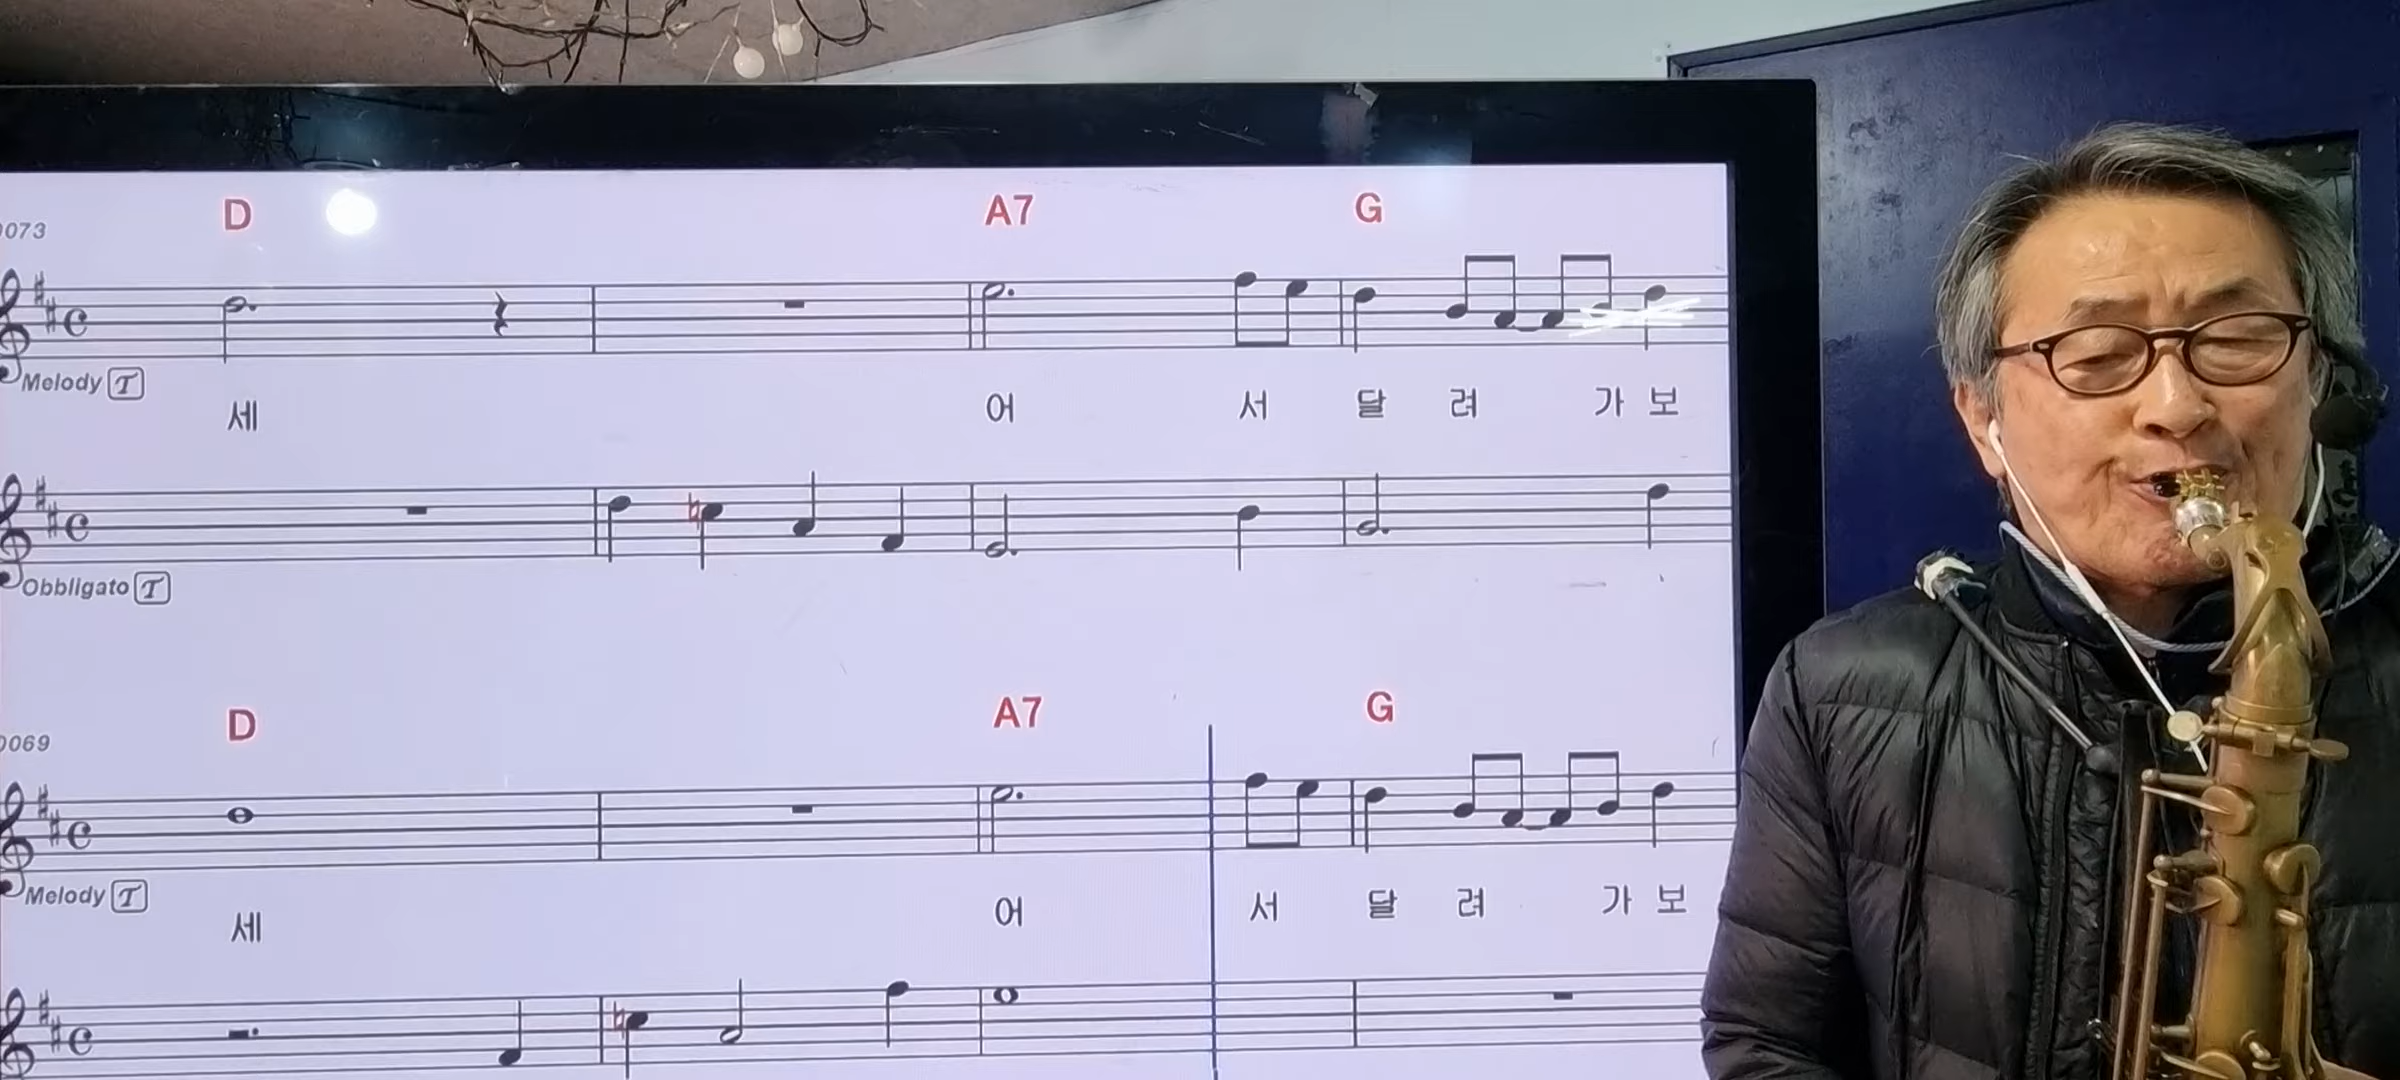 D A7 G
0073
Melody T
세 어 서 달 려 가 보
Obbligato T
D A7 G
0069
Melody T
세 어 서 달 려 가 보